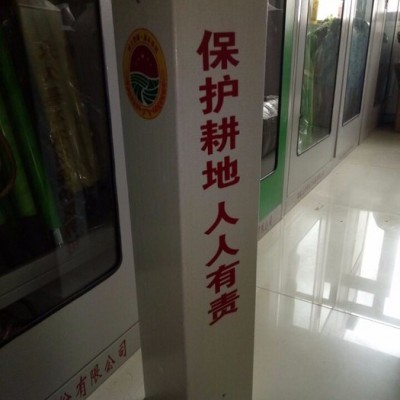 保护耕地 人人有责
有限公司